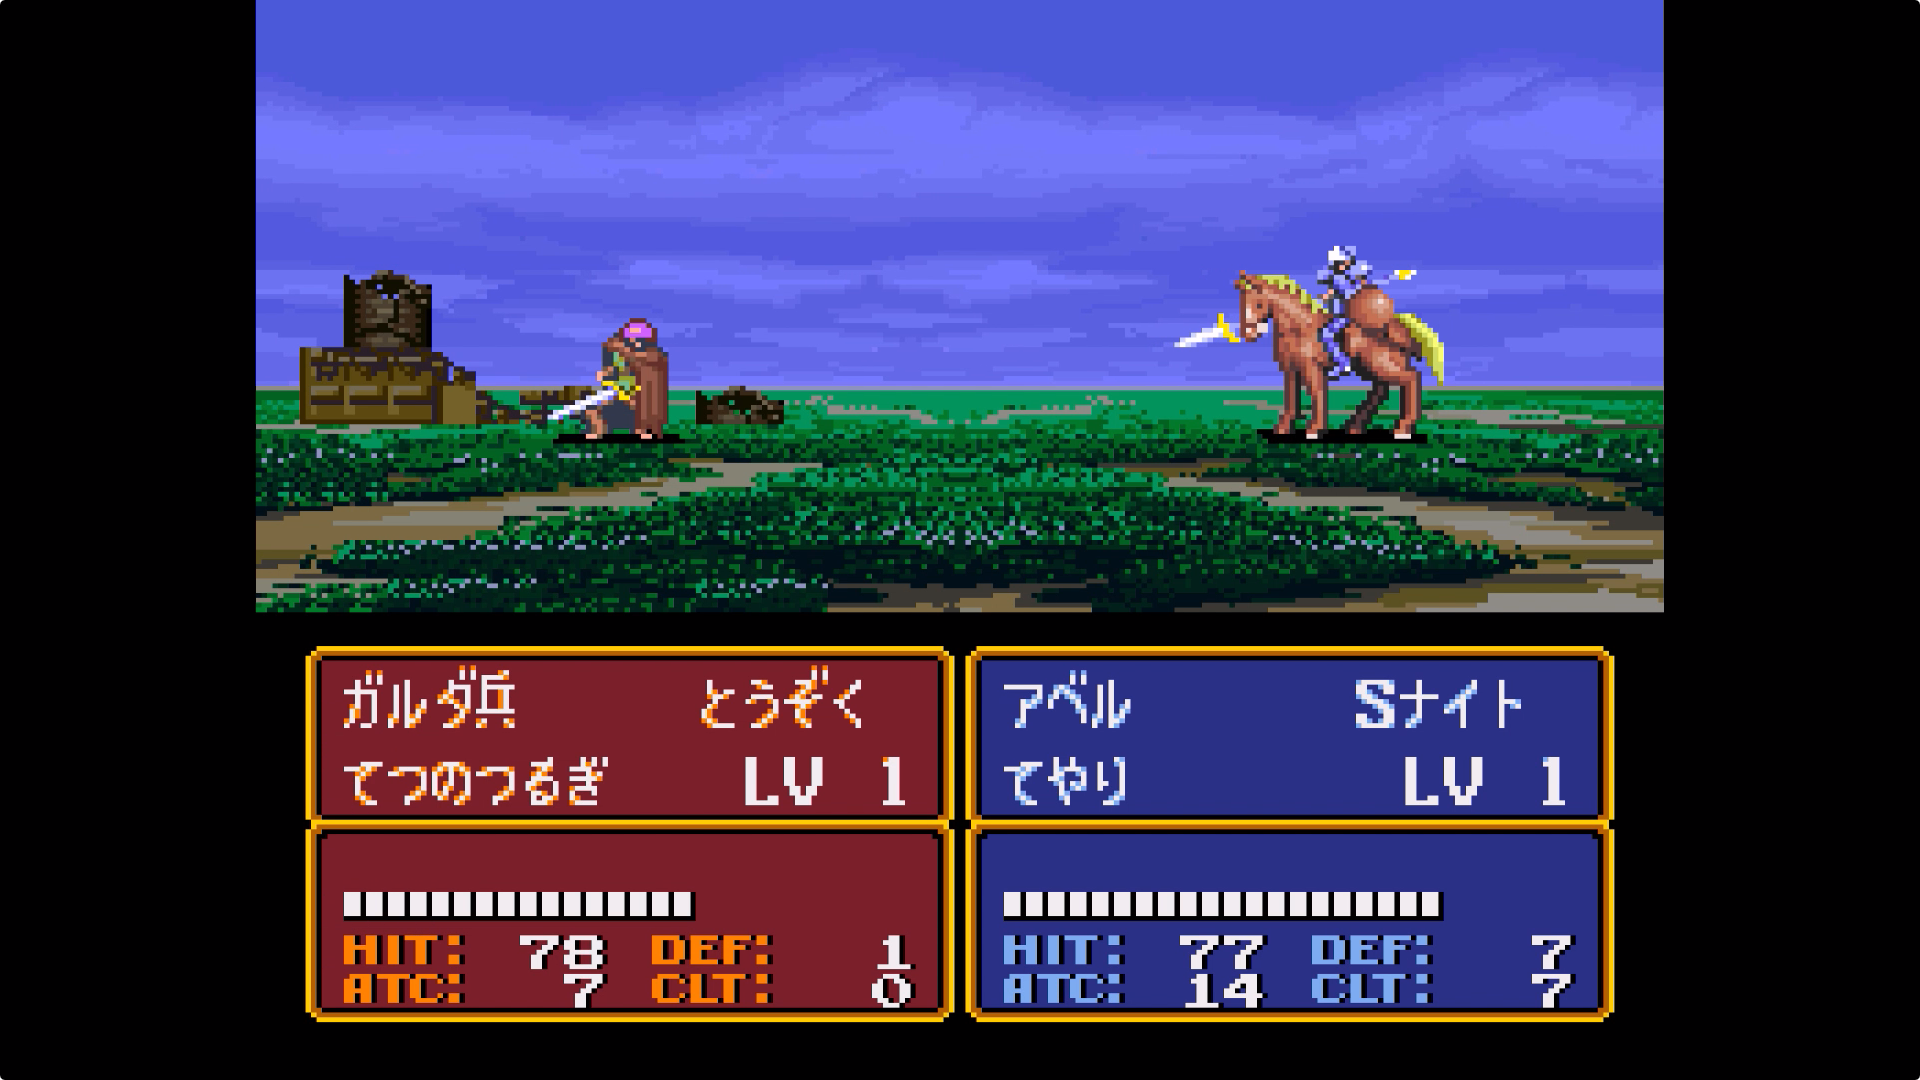 ガルダ兵 とうぞく
てつのつるぎ LV 1
HIT: 78 DEF: 1
ATC: 7 CLT: 0
アベル Sナイト
てやり LV 1
HIT: 77 DEF: 7
ATC: 14 CLT: 7